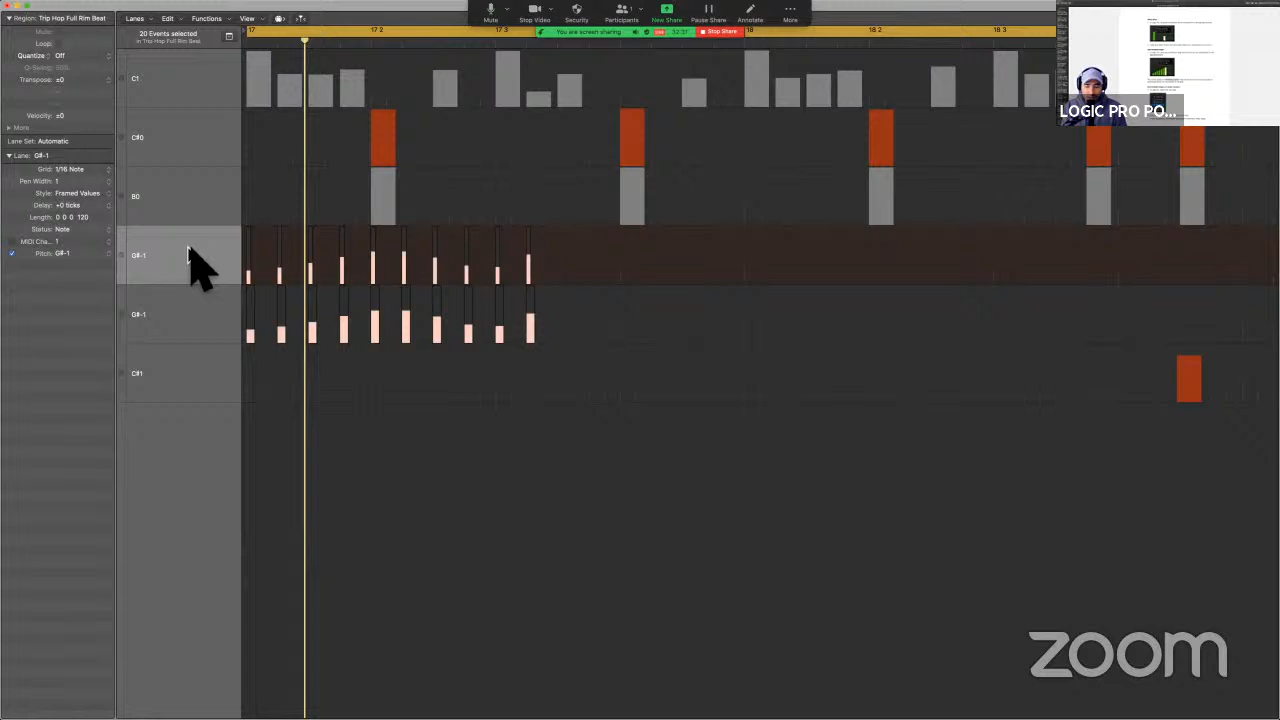 Mute
Stop Video
Security
Participants
New Share
Pause Share
Annotate
More
You are screen sharing
LIVE
32:37
Stop Share
Region: Trip Hop Full Rim Beat
Mute:
Loop:
Quantize Off
Q-Swing:
Transpose: ±0
Velocity: ±0
More
Lane Set: Automatic
Lane: G#-1
Grid: 1/16 Note
Pen Width: 1
Style: Framed Values
Delay: +0 ticks
Length: 0 0 0 120
Status: Note
MIDI Cha... 1
Pitch: G#-1
Lanes
Edit
Functions
View
20 Events selected
in Trip Hop Full Rim Beat
17
17 2
17 3
18
18.2
18 3
C1
C#0
B0
G#-1
G#-1
C#1
LOGIC PRO PO...
zoom